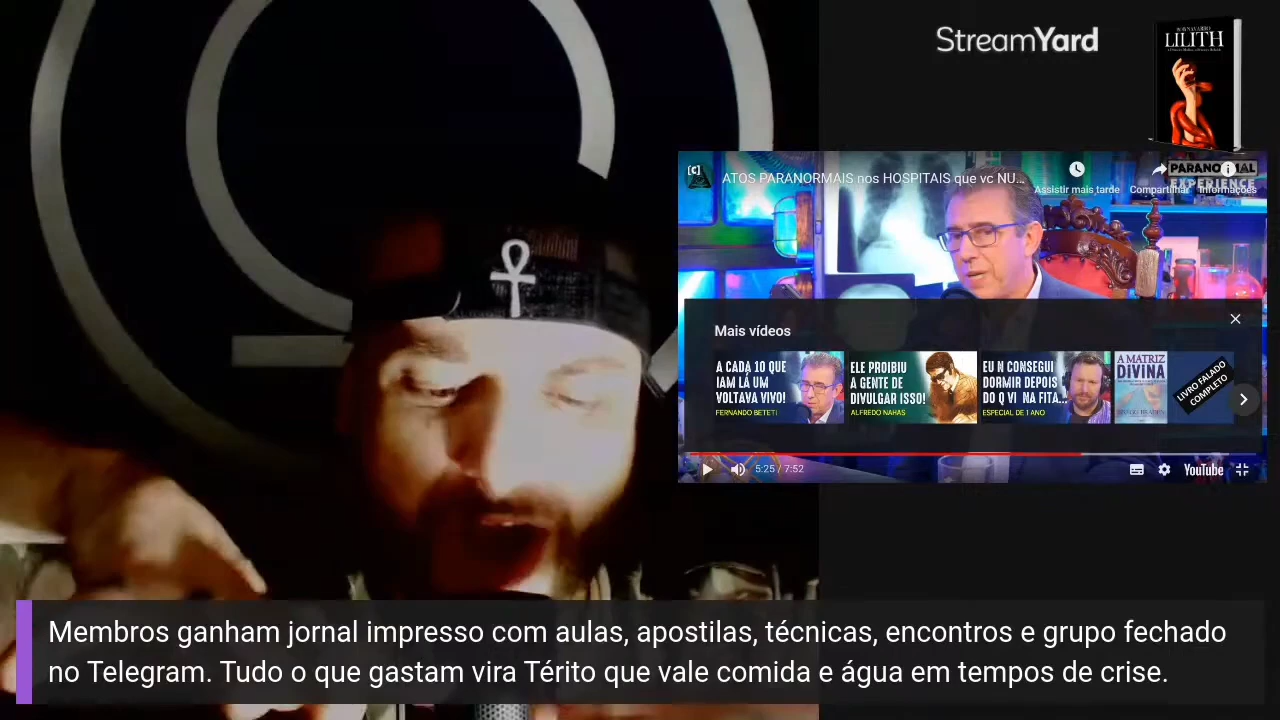 StreamYard
LILITH
ATOS PARANORMAIS nos HOSPITAIS que vc NU...
Assistir mais tarde
Compartilhar
Informações
EXPERIENCE
Mais vídeos
A CADA 10 QUE
IAM LÁ UM
VOLTAVA VIVO!
FERNANDO BETETI
ELE PROIBIU
A GENTE DE
DIVULGAR ISSO!
ALFREDO NAHAS
EU N CONSEGUI
DORMIR DEPOIS
DO Q VI NA FITA...
ESPECIAL DE 1 ANO
A MATRIZ
DIVINA
LIVRO FALADO
COMPLETO
5:25 / 7:52
YouTube
Membros ganham jornal impresso com aulas, apostilas, técnicas, encontros e grupo fechado
no Telegram. Tudo o que gastam vira Térito que vale comida e água em tempos de crise.